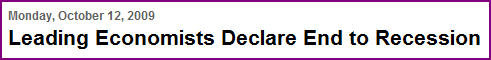 Monday, October 12, 2009
Leading Economists Declare End to Recession